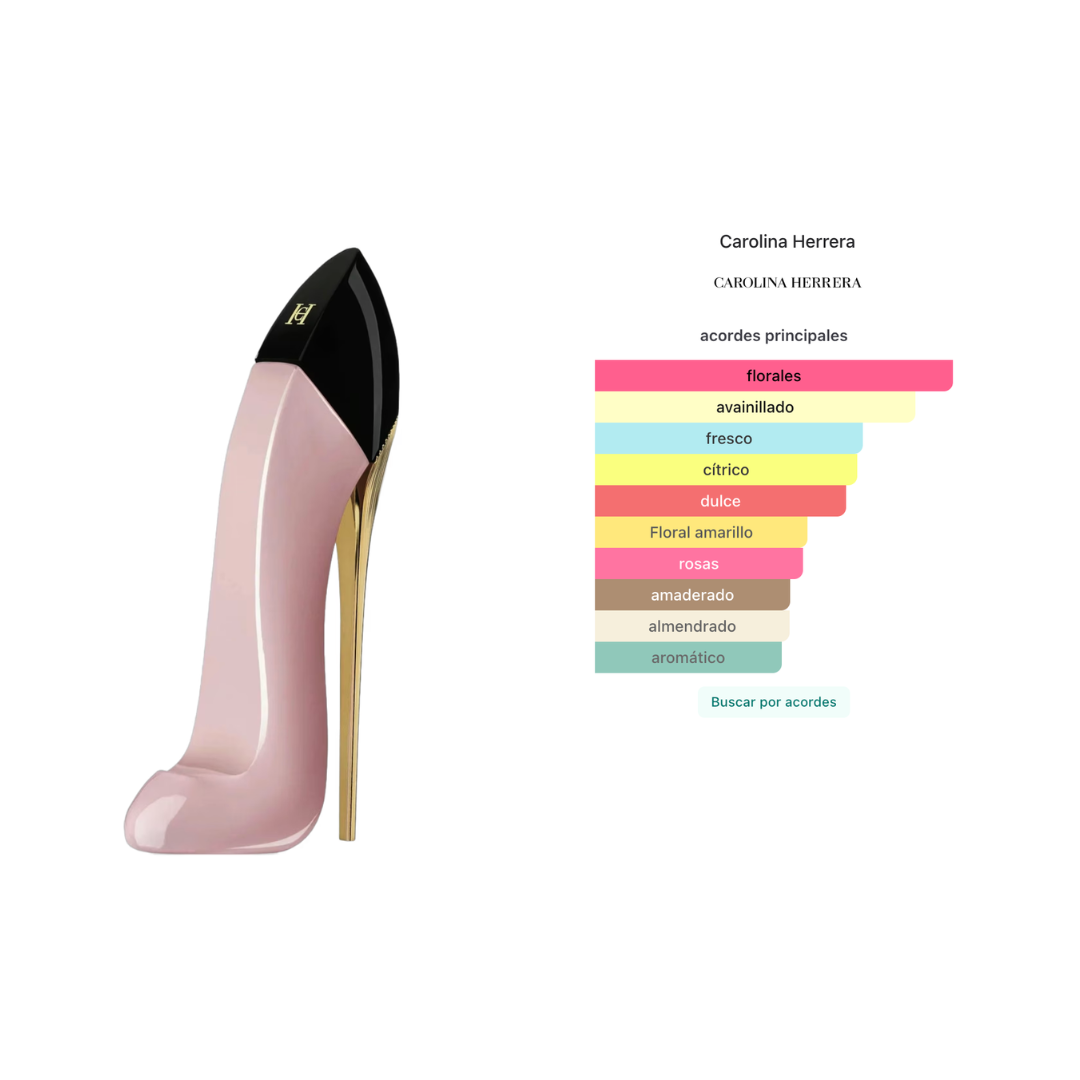 CH
Carolina Herrera
CAROLINA HERRERA
acordes principales
florales
avainillado
fresco
cítrico
dulce
Floral amarillo
rosas
amaderado
almendrado
aromático
Buscar por acordes